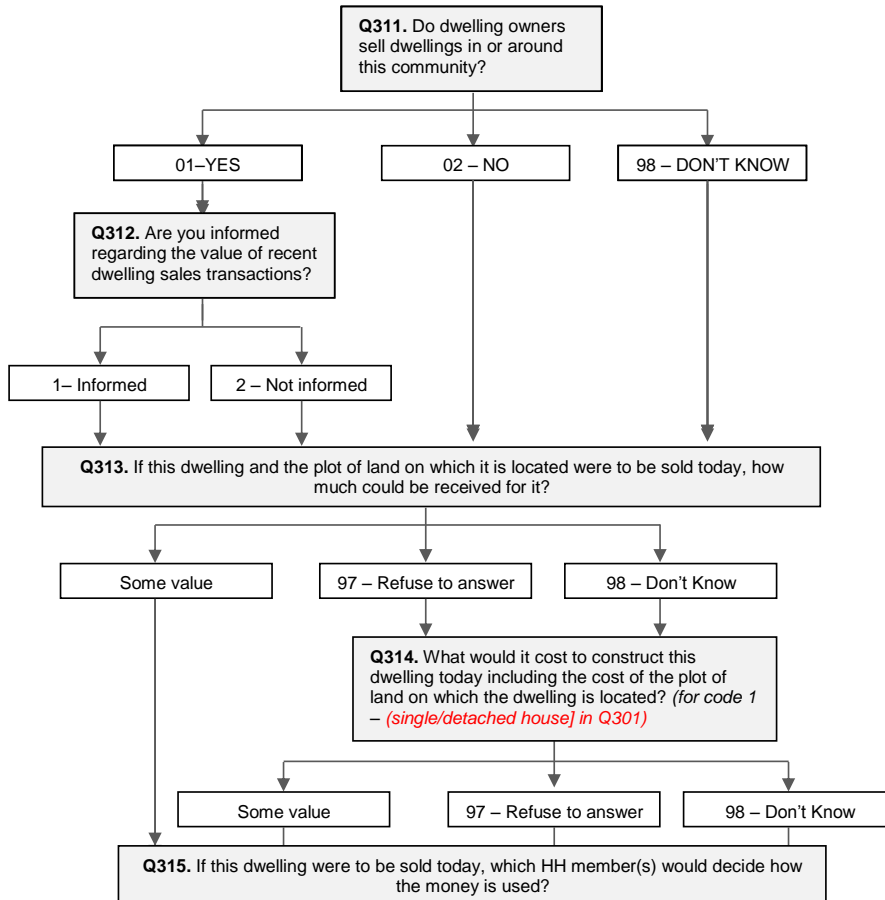 Q311. Do dwelling owners
sell dwellings in or around
this community?
01–YES
02 – NO
98 – DON'T KNOW
Q312. Are you informed
regarding the value of recent
dwelling sales transactions?
1– Informed
2 – Not informed
Q313. If this dwelling and the plot of land on which it is located were to be sold today, how
much could be received for it?
Some value
97 – Refuse to answer
98 – Don't Know
Q314. What would it cost to construct this
dwelling today including the cost of the plot of
land on which the dwelling is located? (for code 1
– (single/detached house] in Q301)
Some value
97 – Refuse to answer
98 – Don't Know
Q315. If this dwelling were to be sold today, which HH member(s) would decide how
the money is used?